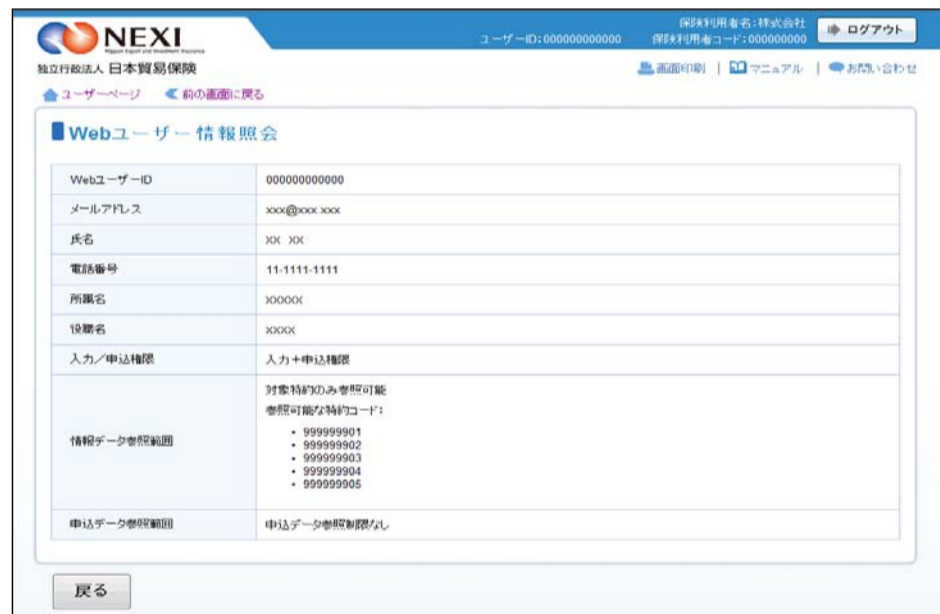 NEXI
Nippon Export and Investment Insurance
独立行政法人 日本貿易保険
ユーザーID:000000000000
保険利用者名:株式会社
保険利用者コード:000000000
ログアウト
画面印刷 | マニュアル | お問い合わせ
ユーザーページ 前の画面に戻る
Webユーザー情報照会
WebユーザーID 000000000000
メールアドレス xxx@xxx.xxx
氏名 XX XX
電話番号 11-1111-1111
所属名 XXXXX
役職名 XXXX
入力/申込権限 入力+申込権限
情報データ参照範囲
対象特約のみ参照可能
参照可能な特約コード:
・ 999999901
・ 999999902
・ 999999903
・ 999999904
・ 999999905
申込データ参照範囲 申込データ参照制限なし
戻る